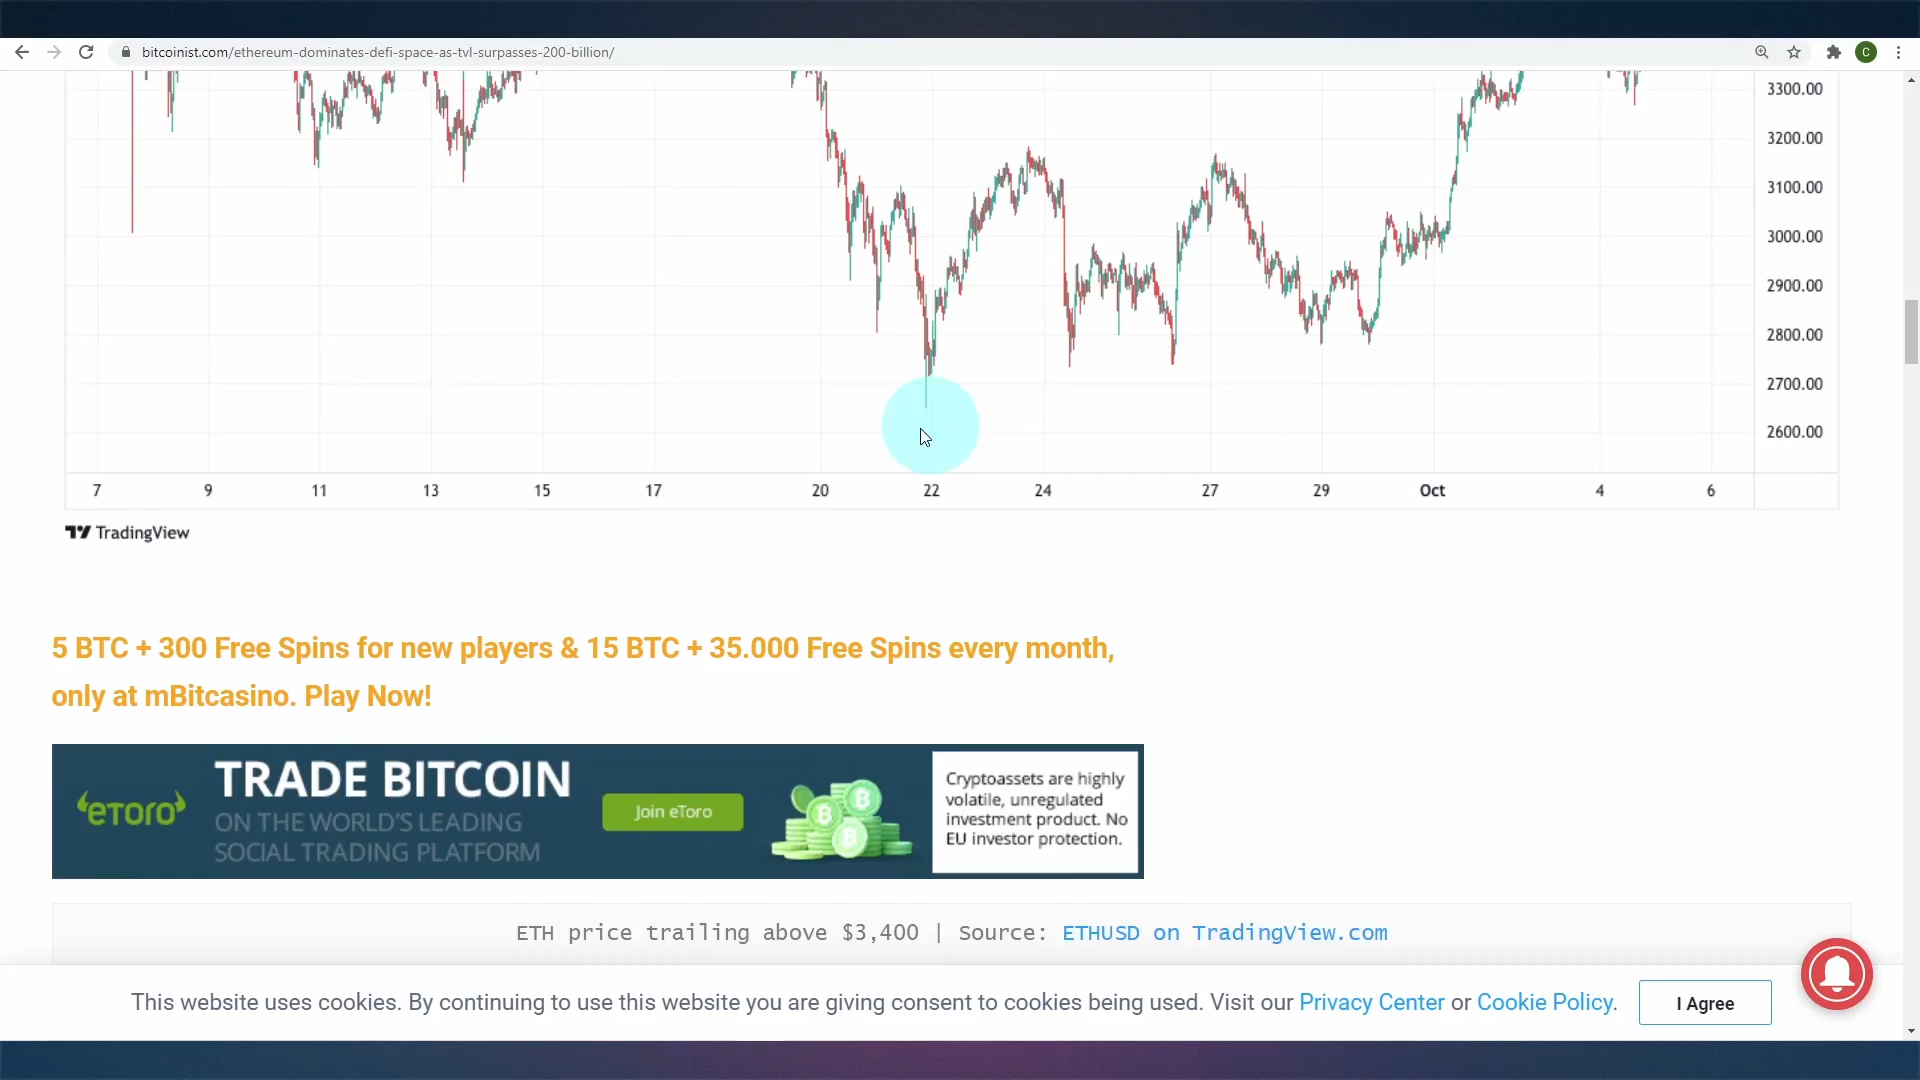 bitcoinist.com/ethereum-dominates-defi-space-as-tvl-surpasses-200-billion/
C
3300.00
3200.00
3100.00
3000.00
2900.00
2800.00
2700.00
2600.00
7 9 11 13 15 17 20 22 24 27 29 Oct 4 6
TradingView
5 BTC + 300 Free Spins for new players & 15 BTC + 35.000 Free Spins every month,
only at mBitcasino. Play Now!
eToro
TRADE BITCOIN
ON THE WORLD'S LEADING
SOCIAL TRADING PLATFORM
Join eToro
Cryptoassets are highly
volatile, unregulated
investment product. No
EU investor protection.
ETH price trailing above $3,400 | Source: ETHUSD on TradingView.com
This website uses cookies. By continuing to use this website you are giving consent to cookies being used. Visit our Privacy Center or Cookie Policy.
I Agree